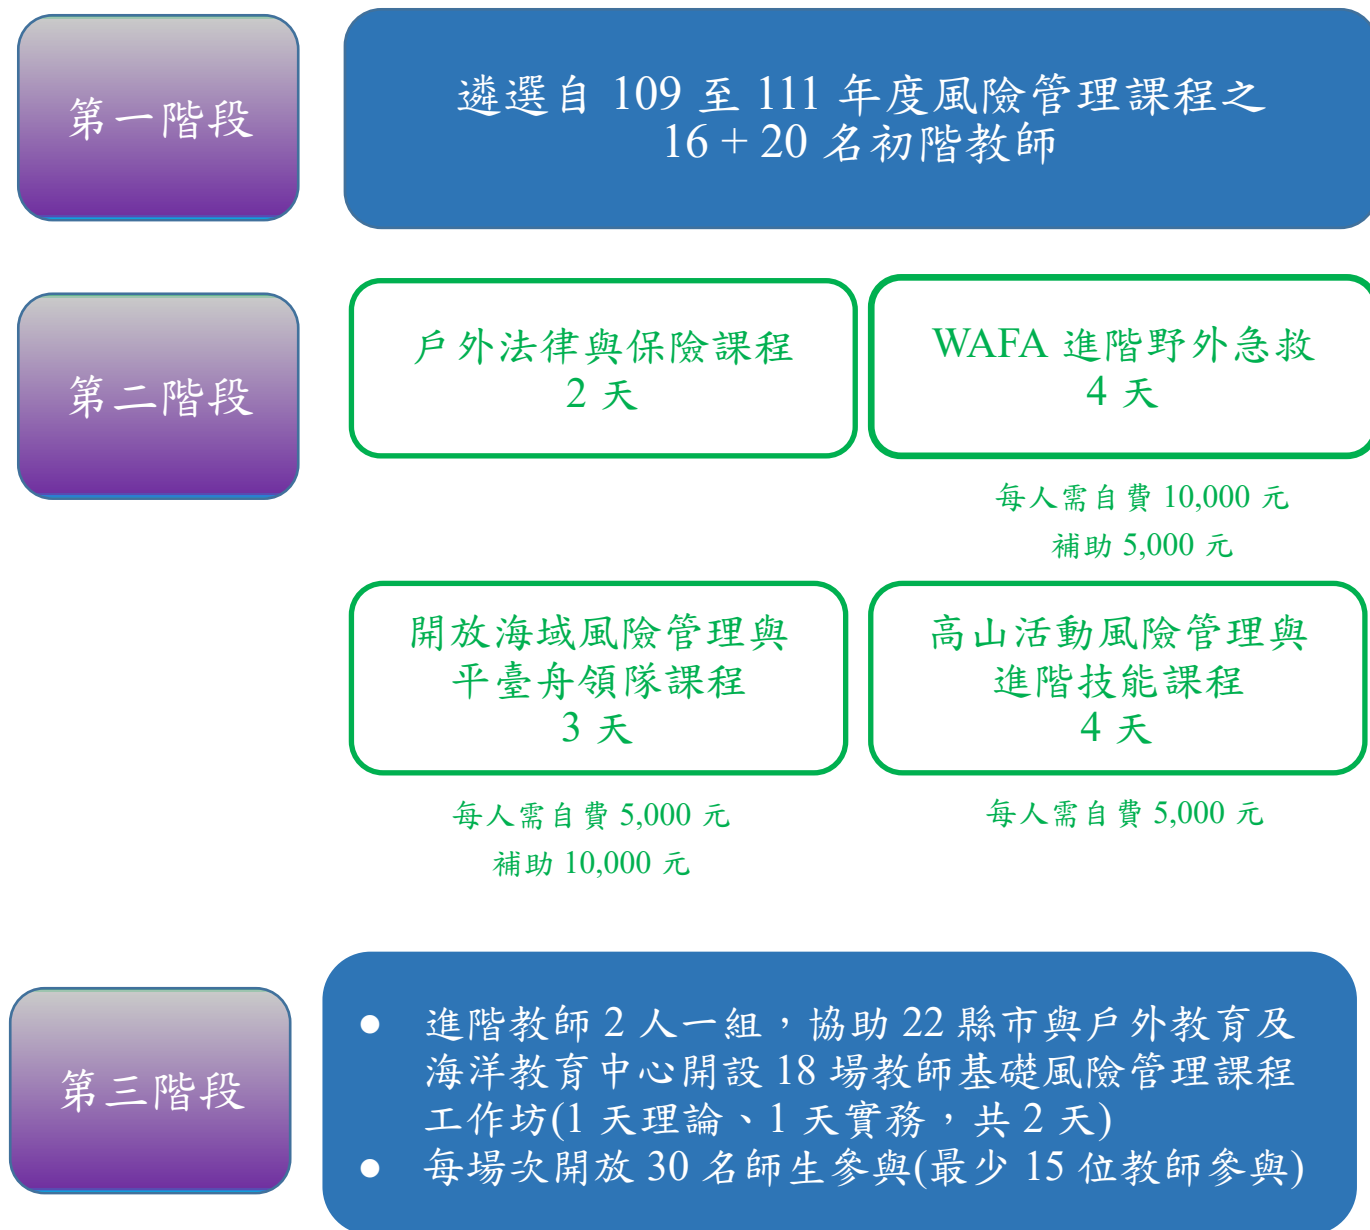 第一階段
遴選自 109 至 111 年度風險管理課程之
16 + 20 名初階教師
第二階段
戶外法律與保險課程
2 天
WAFA 進階野外急救
4 天
每人需自費 10,000 元
補助 5,000 元
開放海域風險管理與
平臺舟領隊課程
3 天
每人需自費 5,000 元
補助 10,000 元
高山活動風險管理與
進階技能課程
4 天
每人需自費 5,000 元
第三階段
● 進階教師 2 人一組，協助 22 縣市與戶外教育及
海洋教育中心開設 18 場教師基礎風險管理課程
工作坊(1 天理論、1 天實務，共 2 天)
● 每場次開放 30 名師生參與(最少 15 位教師參與)